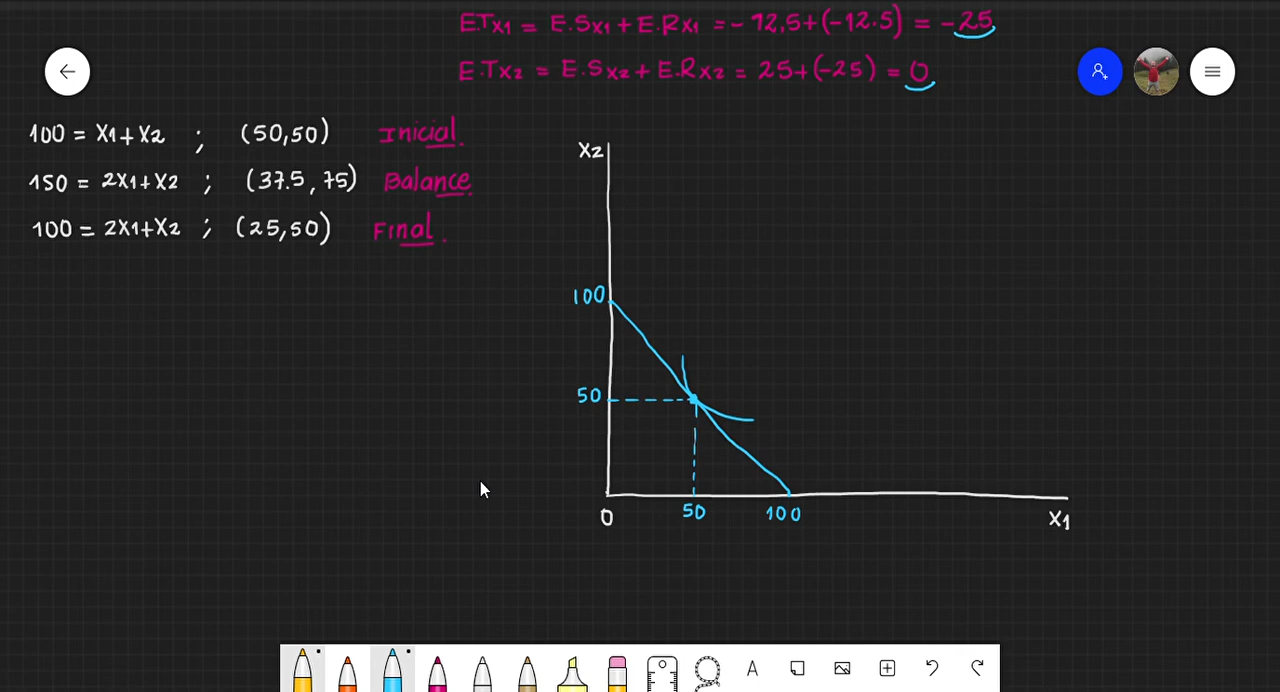 ETx1 = E.Sx1 + E.Rx1 = -12,5+(-12.5) = -25
E.Tx2 = E.Sx2 + E.Rx2 = 25+(-25) = 0
100 = X1+X2 ; (50,50) Inicial.
150 = 2X1+X2 ; (37.5, 75) Balance
100 = 2X1+X2 ; (25,50) Final.
X2
100
50
0 50 100 X1
A